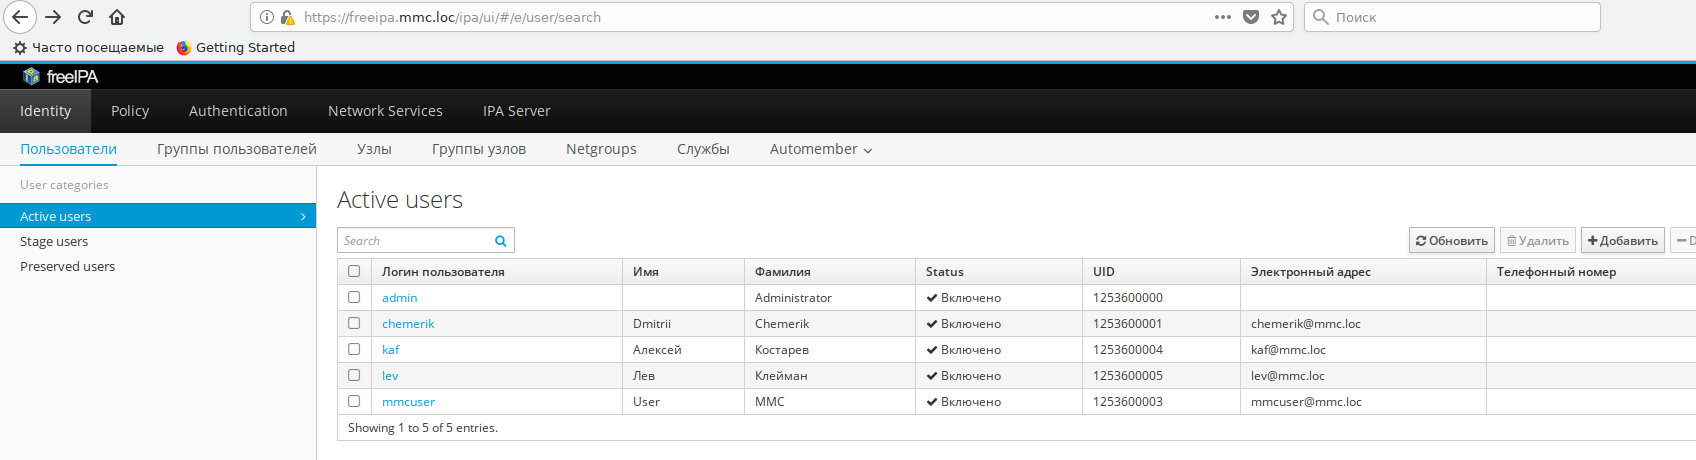 https://freeipa.mmc.loc/ipa/ui/#/e/user/search
Поиск
Часто посещаемые Getting Started
freeIPA
Identity Policy Authentication Network Services IPA Server
Пользователи Группы пользователей Узлы Группы узлов Netgroups Службы Automember
User categories
Active users
Stage users
Preserved users
Active users
Search
Обновить Удалить Добавить D
Логин пользователя Имя Фамилия Status UID Электронный адрес Телефонный номер
admin Administrator Включено 1253600000
chemerik Dmitrii Chemerik Включено 1253600001 chemerik@mmc.loc
kaf Алексей Костарев Включено 1253600004 kaf@mmc.loc
lev Лев Клейман Включено 1253600005 lev@mmc.loc
mmcuser User MMC Включено 1253600003 mmcuser@mmc.loc
Showing 1 to 5 of 5 entries.